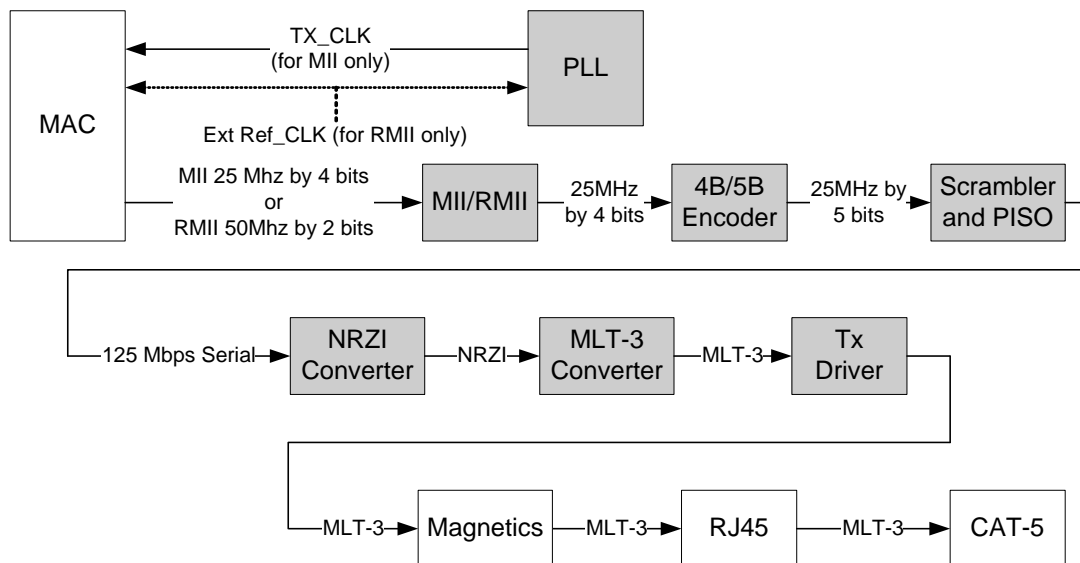 TX_CLK
(for MII only)
PLL
MAC
Ext Ref_CLK (for RMII only)
MII 25 Mhz by 4 bits
or
RMII 50Mhz by 2 bits
MII/RMII
25MHz
by 4 bits
4B/5B
Encoder
25MHz by
5 bits
Scrambler
and PISO
125 Mbps Serial
NRZI
Converter
NRZI
MLT-3
Converter
MLT-3
Tx
Driver
MLT-3
Magnetics
MLT-3
RJ45
MLT-3
CAT-5